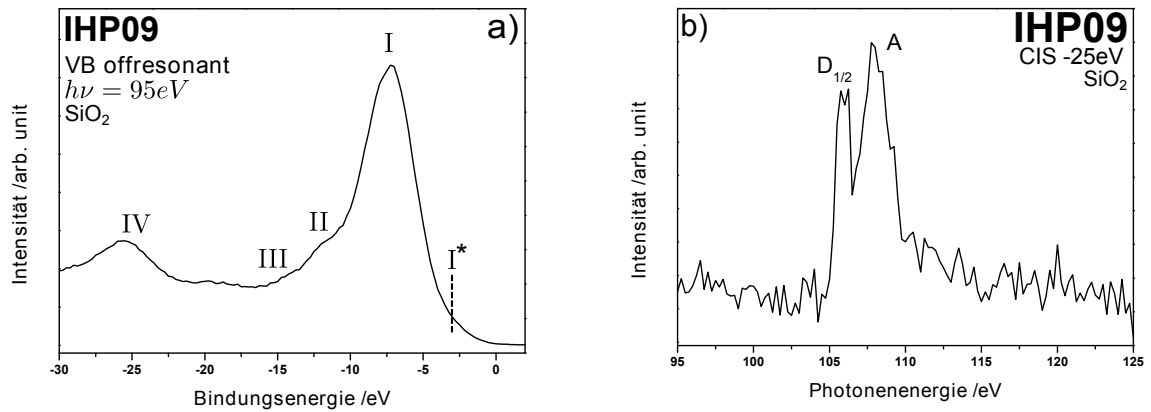 IHP09
a)
VB offresonant
hν = 95eV
SiO₂
I
II
III
IV
I*
Intensität /arb. unit
-30 -25 -20 -15 -10 -5 0
Bindungsenergie /eV
b)
IHP09
CIS -25eV
SiO₂
D₁/₂
A
Intensität /arb. unit
95 100 105 110 115 120 125
Photonenenergie /eV